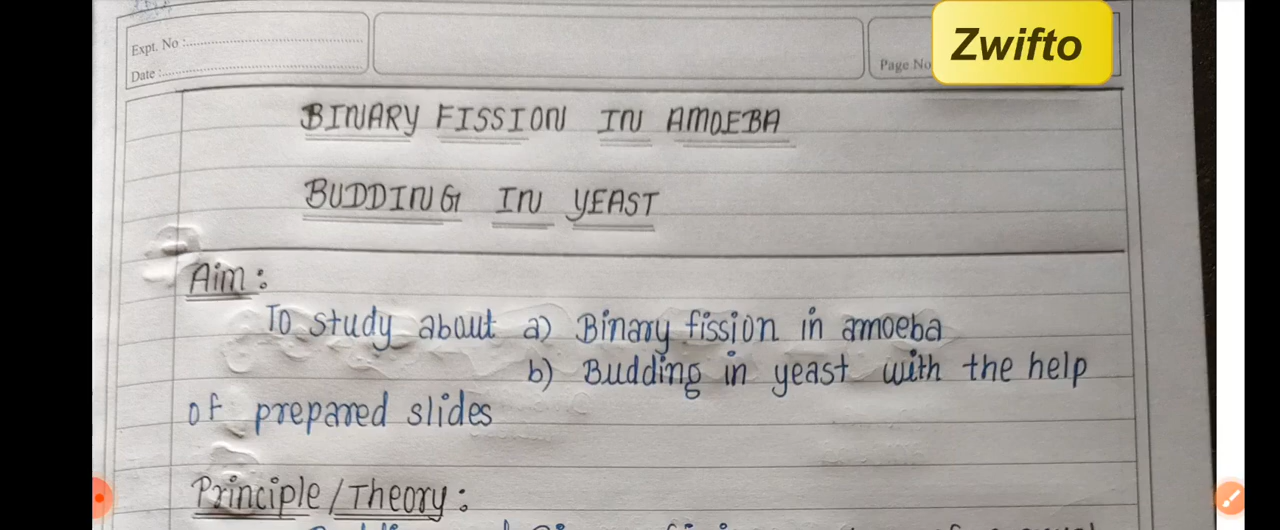 Expt. No :
Date :
Page No
Zwifto
BINARY FISSION IN AMOEBA
BUDDING IN YEAST
Aim :
To study about a) Binary fission in amoeba
b) Budding in yeast with the help
of prepared slides
Principle / Theory :